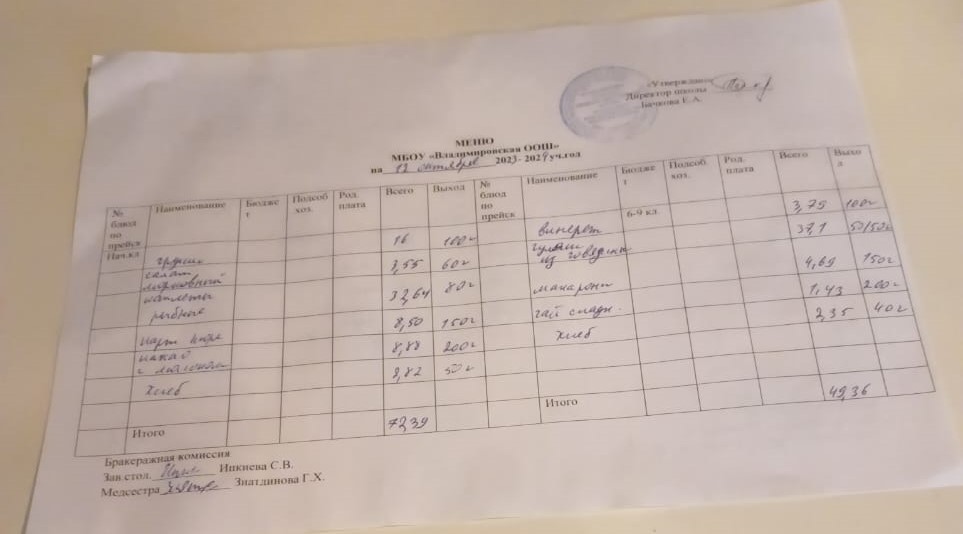 «Утверждаю»
Директор школы
Бачкова Е.А.
МЕНЮ
МБОУ «Владимировская ООШ»
на 12 октября 2023- 2024 уч.год
№ блюд по прейск Наименование Бюджет Подсоб. хоз. Род. плата Всего Выход № блюд по прейск Наименование Бюджет Подсоб. хоз. Род. плата Всего Выход
Нач.кл груши 16 100г винегрет 6-9 кл. 3,75 100г
салат морковный 3,55 60г гуляш из говядины 37,1 50/50г
котлеты рыбные 32,64 80г макароны 4,69 150г
карт пюре 8,50 150г чай сладк. 1,43 200г
какао с молоком 8,88 200г хлеб 2,35 40г
хлеб 2,82 50г
Итого 72,39 Итого 49,36
Бракеражная комиссия
Зав.стол. Ипкиева С.В.
Медсестра Зиатдинова Г.Х.